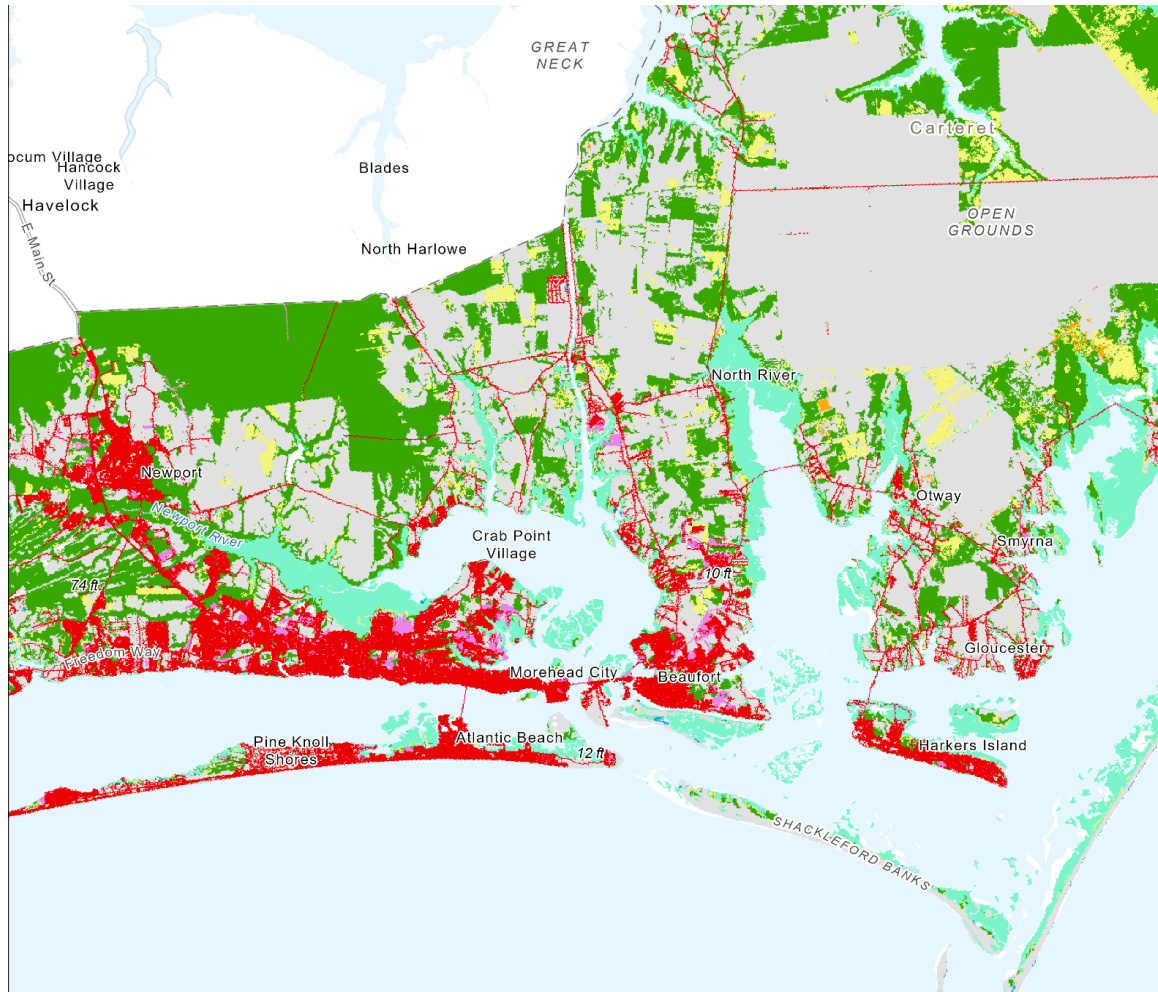 GREAT
NECK
Carteret
ocum Village
Hancock
Village
Blades
Havelock
OPEN
GROUNDS
E-Main-St
North Harlowe
North River
Newport
Otway
Newport River
Crab Point
Village
Smyrna
74 ft
10 ft
Freedom Way
Gloucester
Morehead City
Beaufort
Pine Knoll
Shores
Atlantic Beach
12 ft
Harkers Island
SHACKLEFORD BANKS